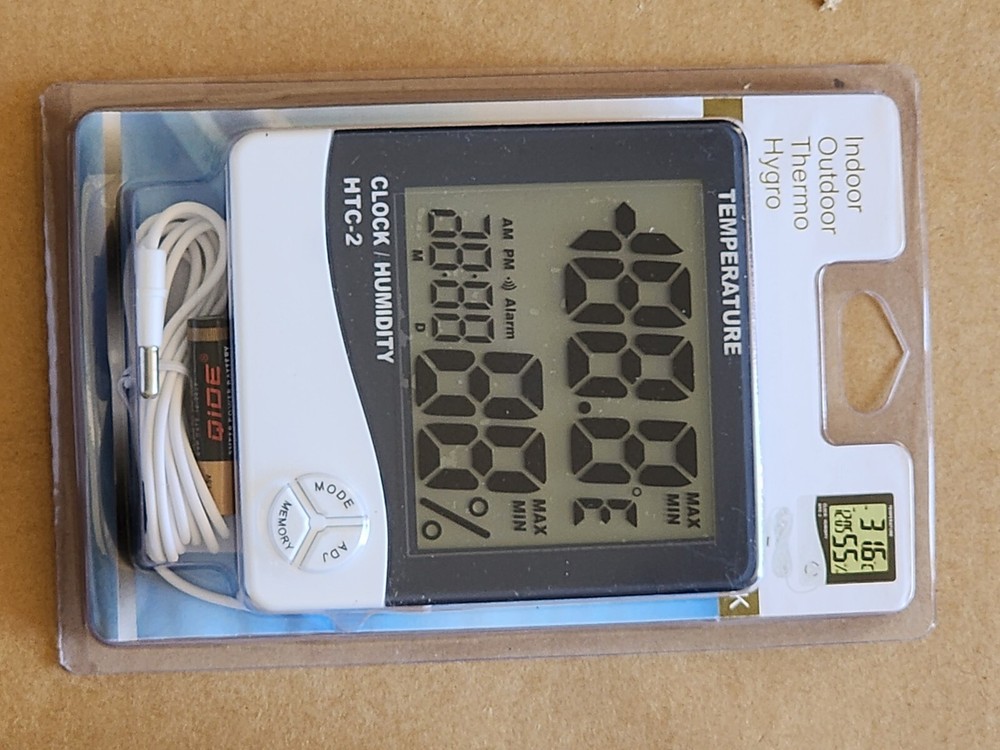 Indoor
Outdoor
Thermo
Hygro
TEMPERATURE
MAX
MIN
AM PM Alarm
M D
MAX
MIN
%
CLOCK / HUMIDITY
HTC-2
MODE
ADJ
MEMORY
QIDE
K